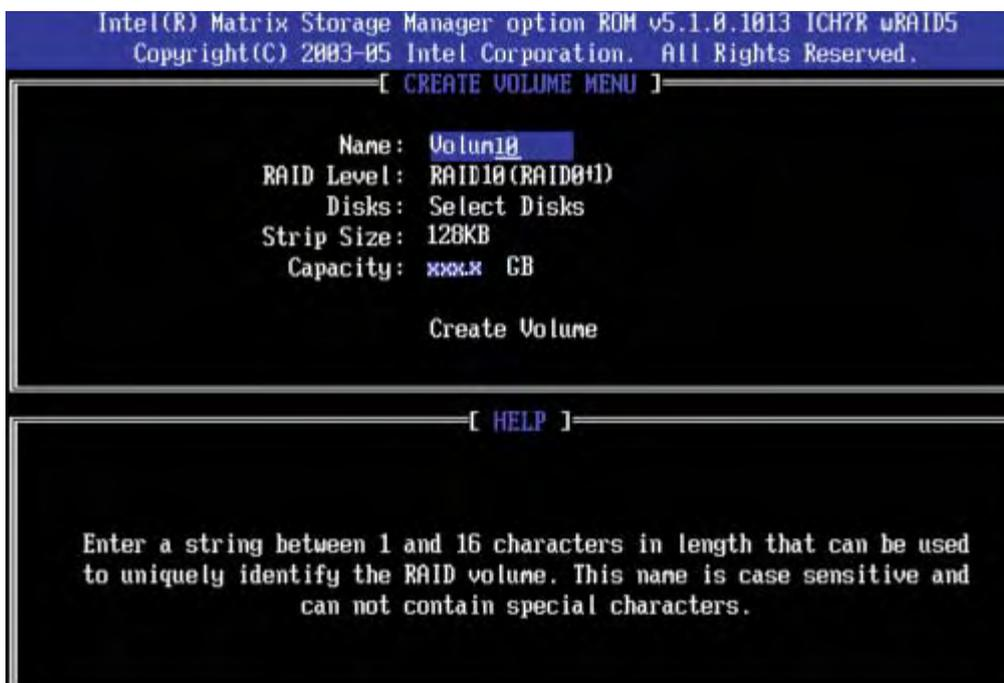 Intel(R) Matrix Storage Manager option ROM v5.1.0.1013 ICH7R wRAID5
Copyright(C) 2003-05 Intel Corporation. All Rights Reserved.
[ CREATE VOLUME MENU ]
Name: Volum10
RAID Level: RAID10(RAID0+1)
Disks: Select Disks
Strip Size: 128KB
Capacity: xxx.x GB
Create Volume
[ HELP ]
Enter a string between 1 and 16 characters in length that can be used
to uniquely identify the RAID volume. This name is case sensitive and
can not contain special characters.